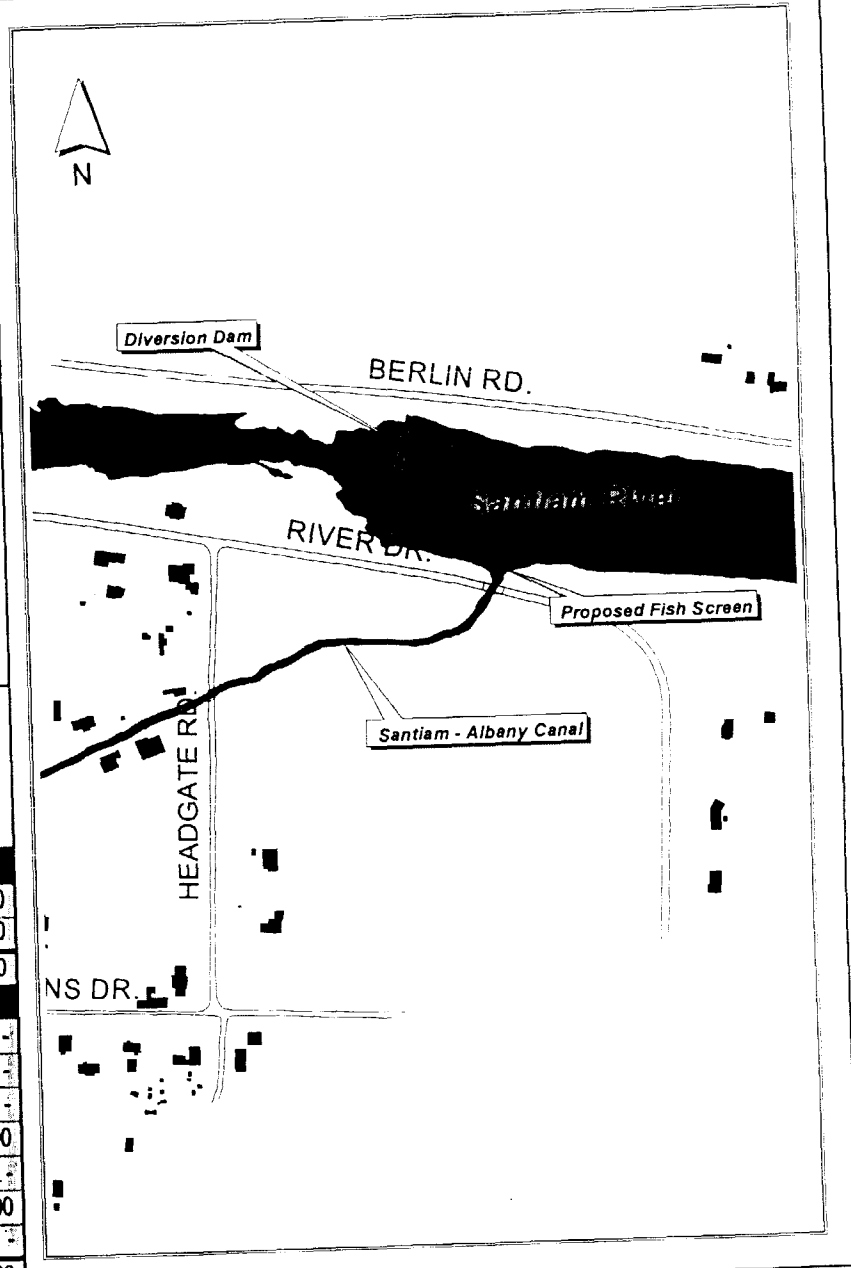 N
Diversion Dam
BERLIN RD.
Santiam River
RIVER DR.
Proposed Fish Screen
Santiam - Albany Canal
HEADGATE RD.
NS DR.